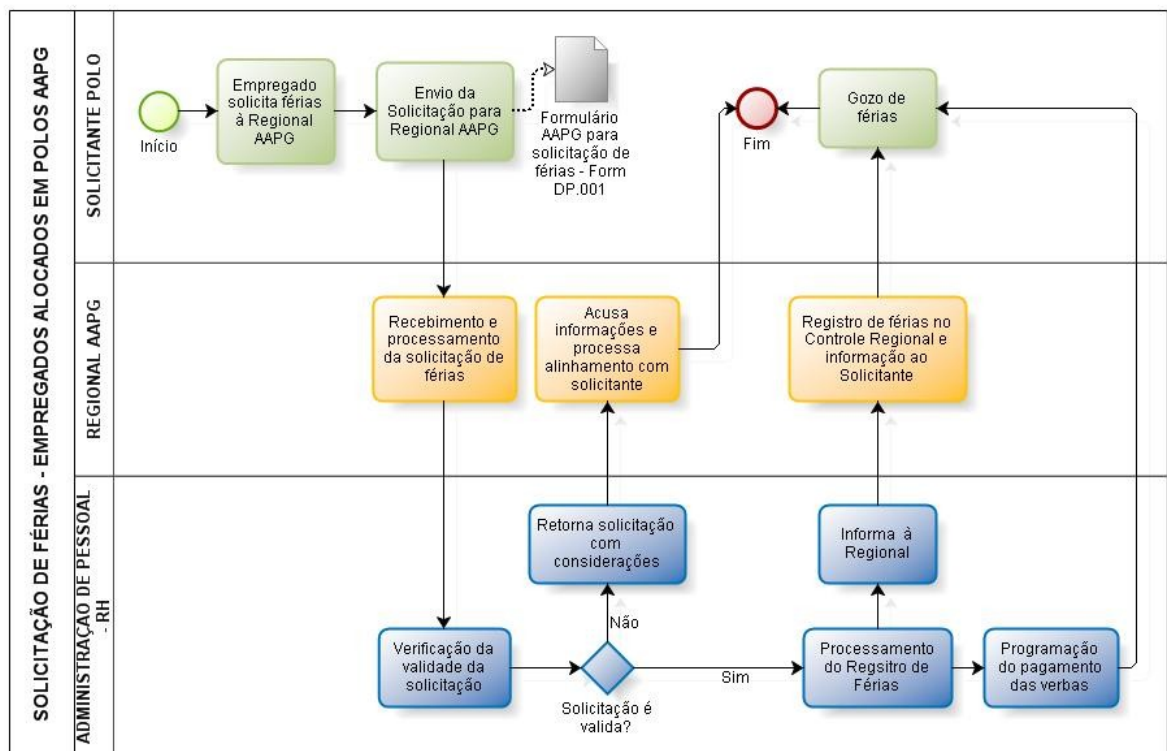 SOLICITAÇÃO DE FÉRIAS - EMPREGADOS ALOCADOS EM POLOS AAPG
SOLICITANTE POLO
Início
Empregado
solicita férias
à Regional
AAPG
Envio da
Solicitação para
Regional AAPG
Formulário
AAPG para
solicitação de
férias - Form
DP.001
Fim
Gozo de
férias
REGIONAL AAPG
Recebimento e
processamento
da solicitação de
férias
Acusa
informações e
processa
alinhamento com
solicitante
Registro de férias no
Controle Regional e
informação ao
Solicitante
ADMINISTRAÇAO DE PESSOAL
- RH
Retorna solicitação
com
considerações
Informa à
Regional
Não
Verificação da
validade da
solicitação
Solicitação é
valida?
Sim
Processamento
do Regsitro de
Férias
Programação
do pagamento
das verbas